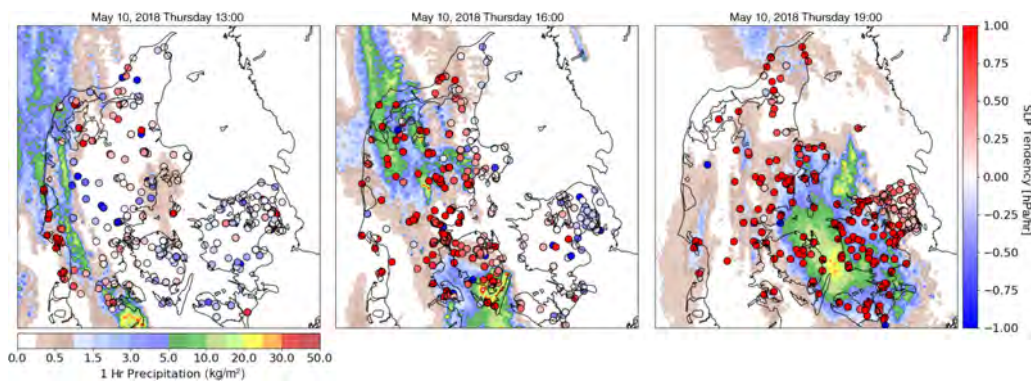 May 10, 2018 Thursday 13:00
May 10, 2018 Thursday 16:00
May 10, 2018 Thursday 19:00
1.00
0.75
0.50
0.25
0.00
−0.25
−0.50
−0.75
−1.00
SLP Tendency [hPa/hr]
0.0 0.5 1.5 3.0 5.0 10.0 20.0 30.0 50.0
1 Hr Precipitation (kg/m²)